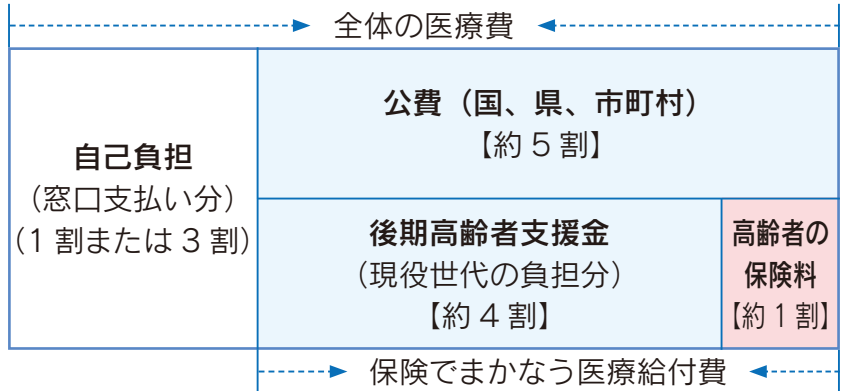 全体の医療費
自己負担
（窓口支払い分）
（1 割または 3 割）
公費（国、県、市町村）
【約 5 割】
後期高齢者支援金
（現役世代の負担分）
【約 4 割】
高齢者の
保険料
【約 1 割】
保険でまかなう医療給付費